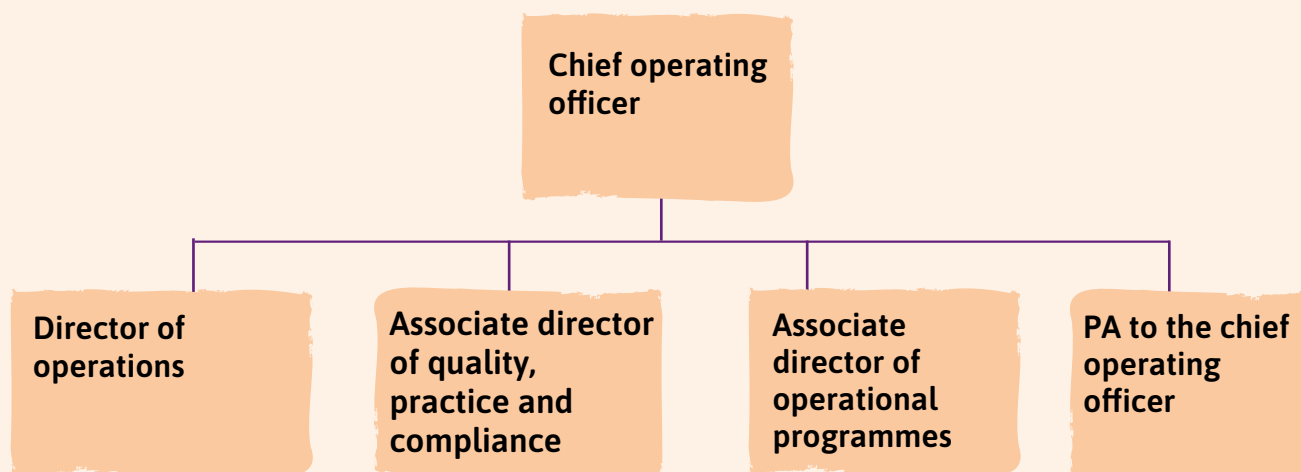 Chief operating
officer
Director of
operations
Associate director
of quality,
practice and
compliance
Associate
director of
operational
programmes
PA to the chief
operating
officer